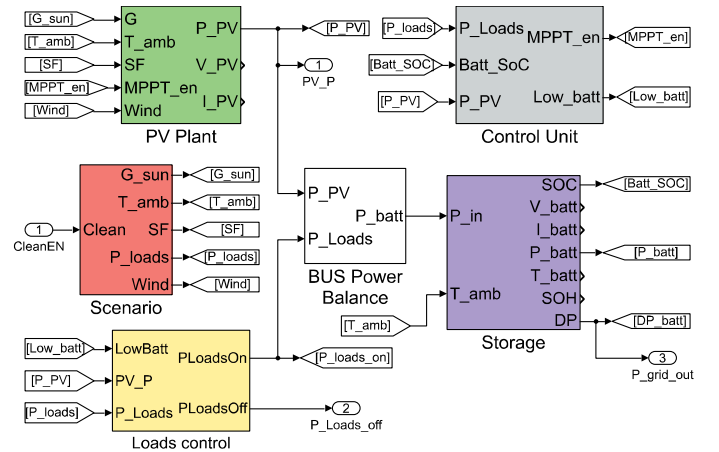 [G_sun]
[T_amb]
[SF]
[MPPT_en]
[Wind]
G
T_amb
SF
MPPT_en
Wind
P_PV
V_PV
I_PV
PV Plant
[P_PV]
1
PV_P
[P_loads]
[Batt_SOC]
[P_PV]
P_Loads
Batt_SoC
P_PV
MPPT_en
Low_batt
Control Unit
[MPPT_en]
[Low_batt]
1
CleanEN
Clean
G_sun
T_amb
SF
P_loads
Wind
Scenario
[G_sun]
[T_amb]
[SF]
[P_loads]
[Wind]
P_PV
P_Loads
P_batt
BUS Power
Balance
[T_amb]
P_in
T_amb
SOC
V_batt
I_batt
P_batt
T_batt
SOH
DP
Storage
[Batt_SOC]
[P_batt]
[DP_batt]
3
P_grid_out
[Low_batt]
[P_PV]
[P_loads]
LowBatt
PV_P
P_Loads
PLoadsOn
PLoadsOff
Loads control
[P_loads_on]
2
P_Loads_off